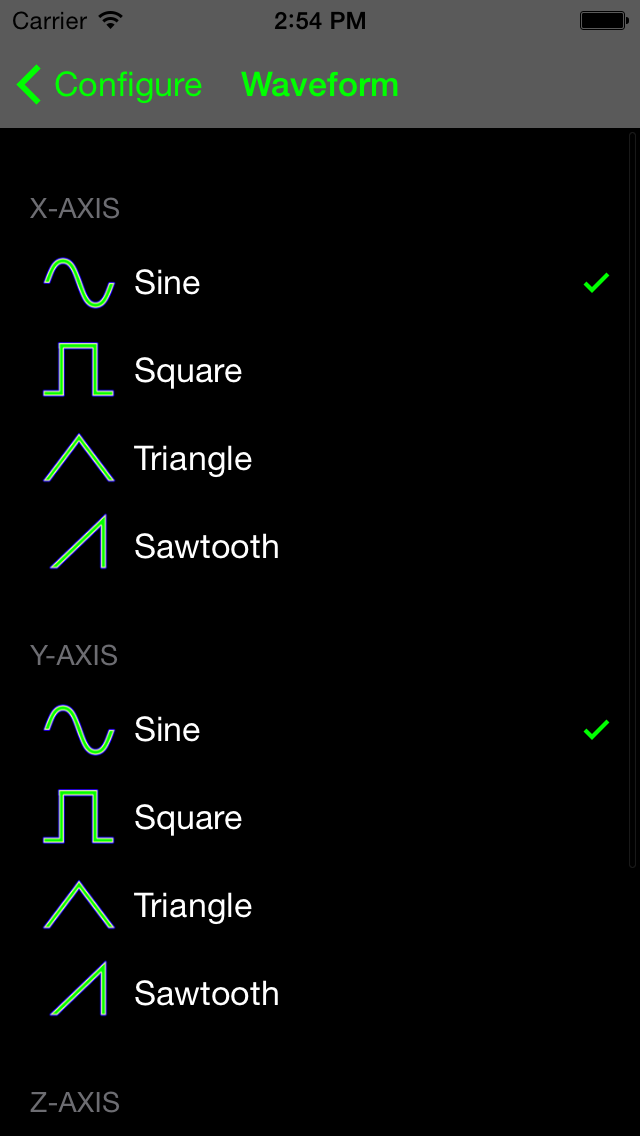 Carrier 2:54 PM
Configure Waveform
X-AXIS
Sine
Square
Triangle
Sawtooth
Y-AXIS
Sine
Square
Triangle
Sawtooth
Z-AXIS